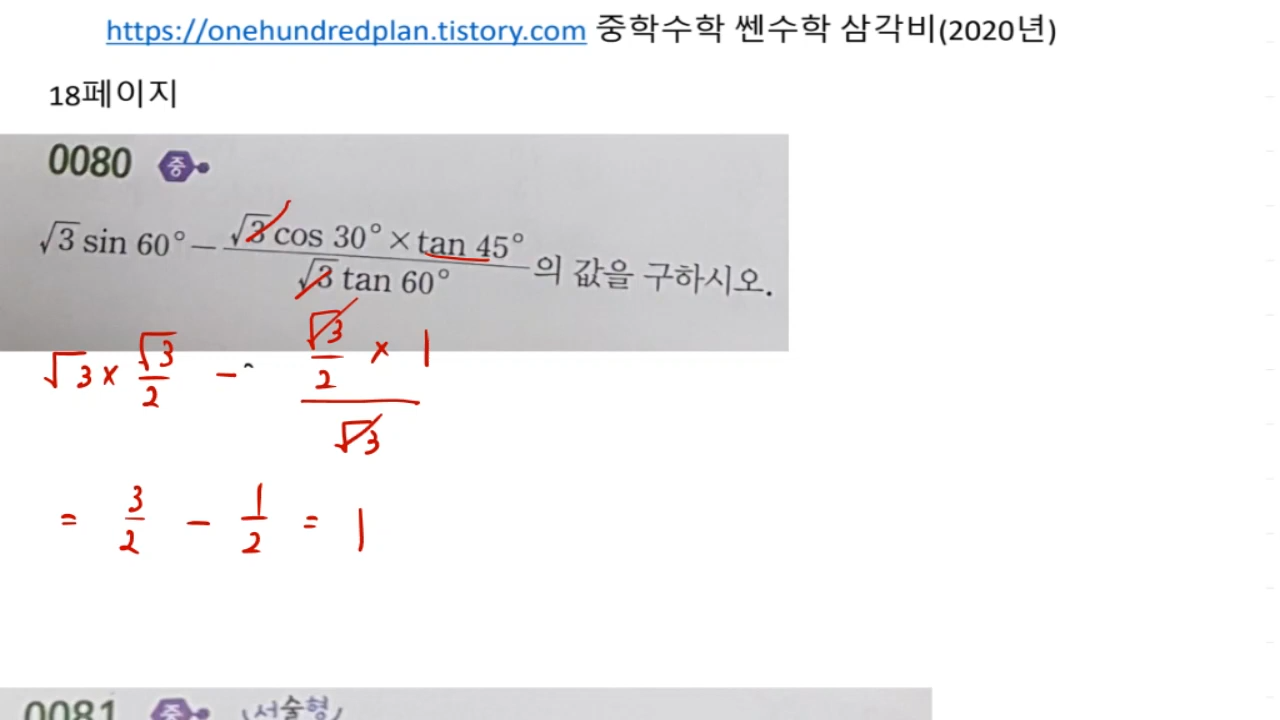 https://onehundredplan.tistory.com 중학수학 쎈수학 삼각비(2020년)
18페이지
0080 중
√3 sin 60° − (√3 cos 30° × tan 45°) / (√3 tan 60°) 의 값을 구하시오.
√3 × √3/2 − (√3/2 × 1) / √3
= 3/2 − 1/2 = 1
0081 중 서술형